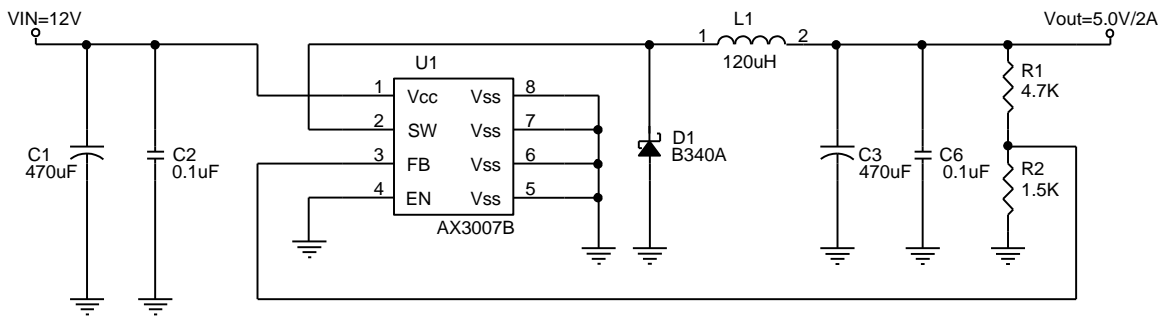 VIN=12V
L1
Vout=5.0V/2A
1
2
120uH
U1
R1
4.7K
1
Vcc
Vss
8
2
SW
Vss
7
3
FB
Vss
6
4
EN
Vss
5
AX3007B
C1
470uF
C2
0.1uF
D1
B340A
C3
470uF
C6
0.1uF
R2
1.5K